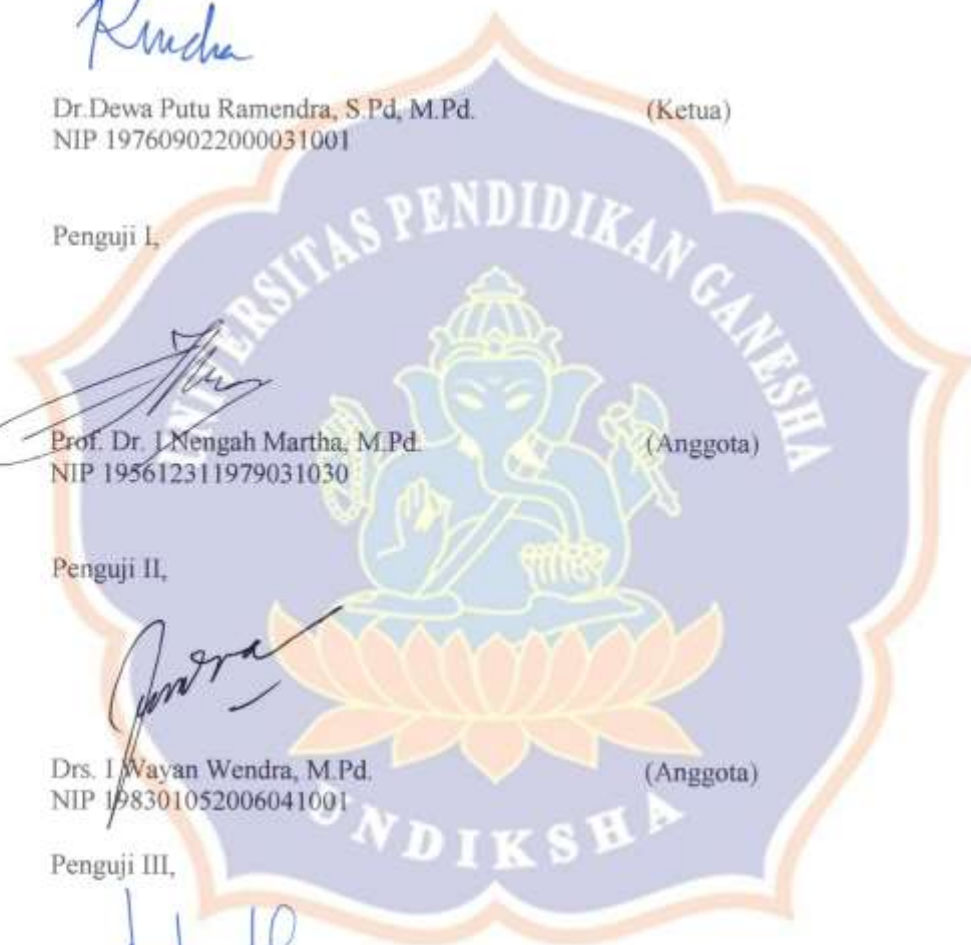 Dr.Dewa Putu Ramendra, S.Pd, M.Pd. (Ketua)
NIP 197609022000031001
Penguji I,
UNIVERSITAS PENDIDIKAN GANESHA
Prof. Dr. I Nengah Martha, M.Pd. (Anggota)
NIP 195612311979031030
Penguji II,
Drs. I Wayan Wendra, M.Pd. (Anggota)
NIP 198301052006041001
UNDIKSHA
Penguji III,